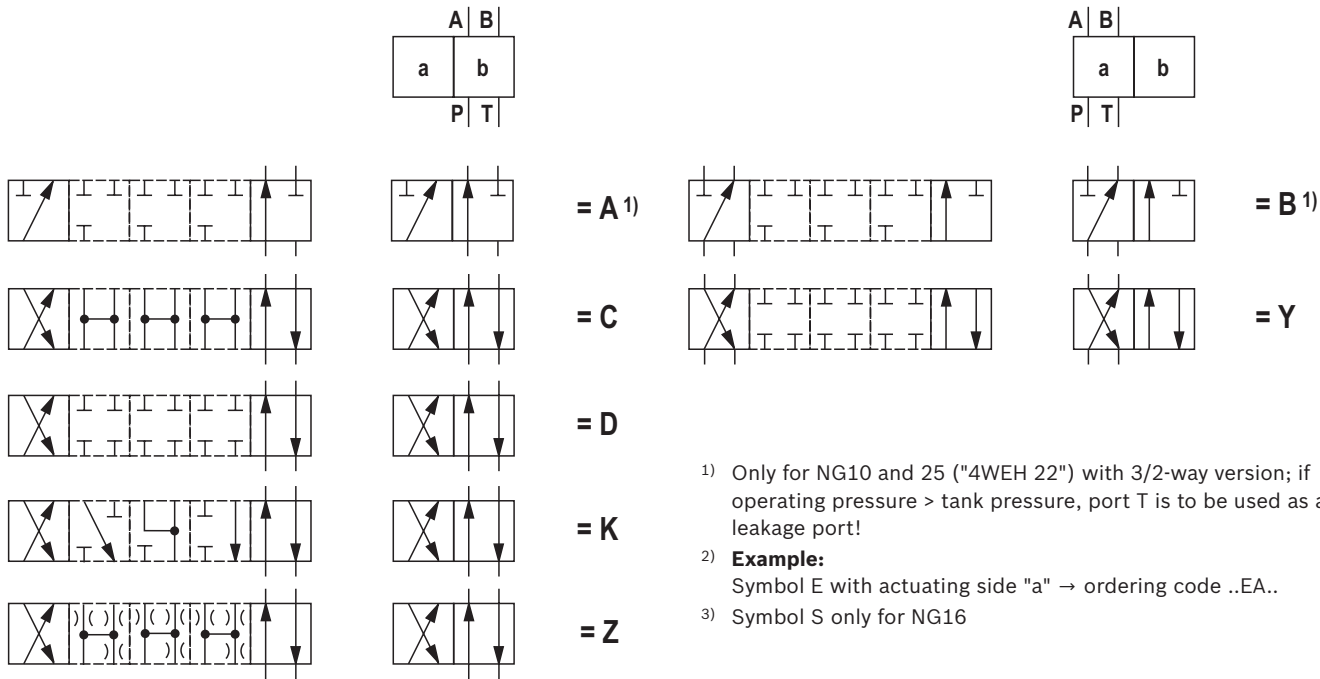 A B
a b
P T
A B
a b
P T
= A 1)
= B 1)
= C
= Y
= D
= K
= Z
1) Only for NG10 and 25 ("4WEH 22") with 3/2-way version; if
operating pressure > tank pressure, port T is to be used as a
leakage port!
2) Example:
Symbol E with actuating side "a" → ordering code ..EA..
3) Symbol S only for NG16